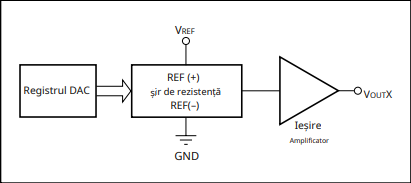 VREF
Registrul DAC
REF (+)
șir de rezistență
REF(–)
VOUTX
Ieșire
Amplificator
GND